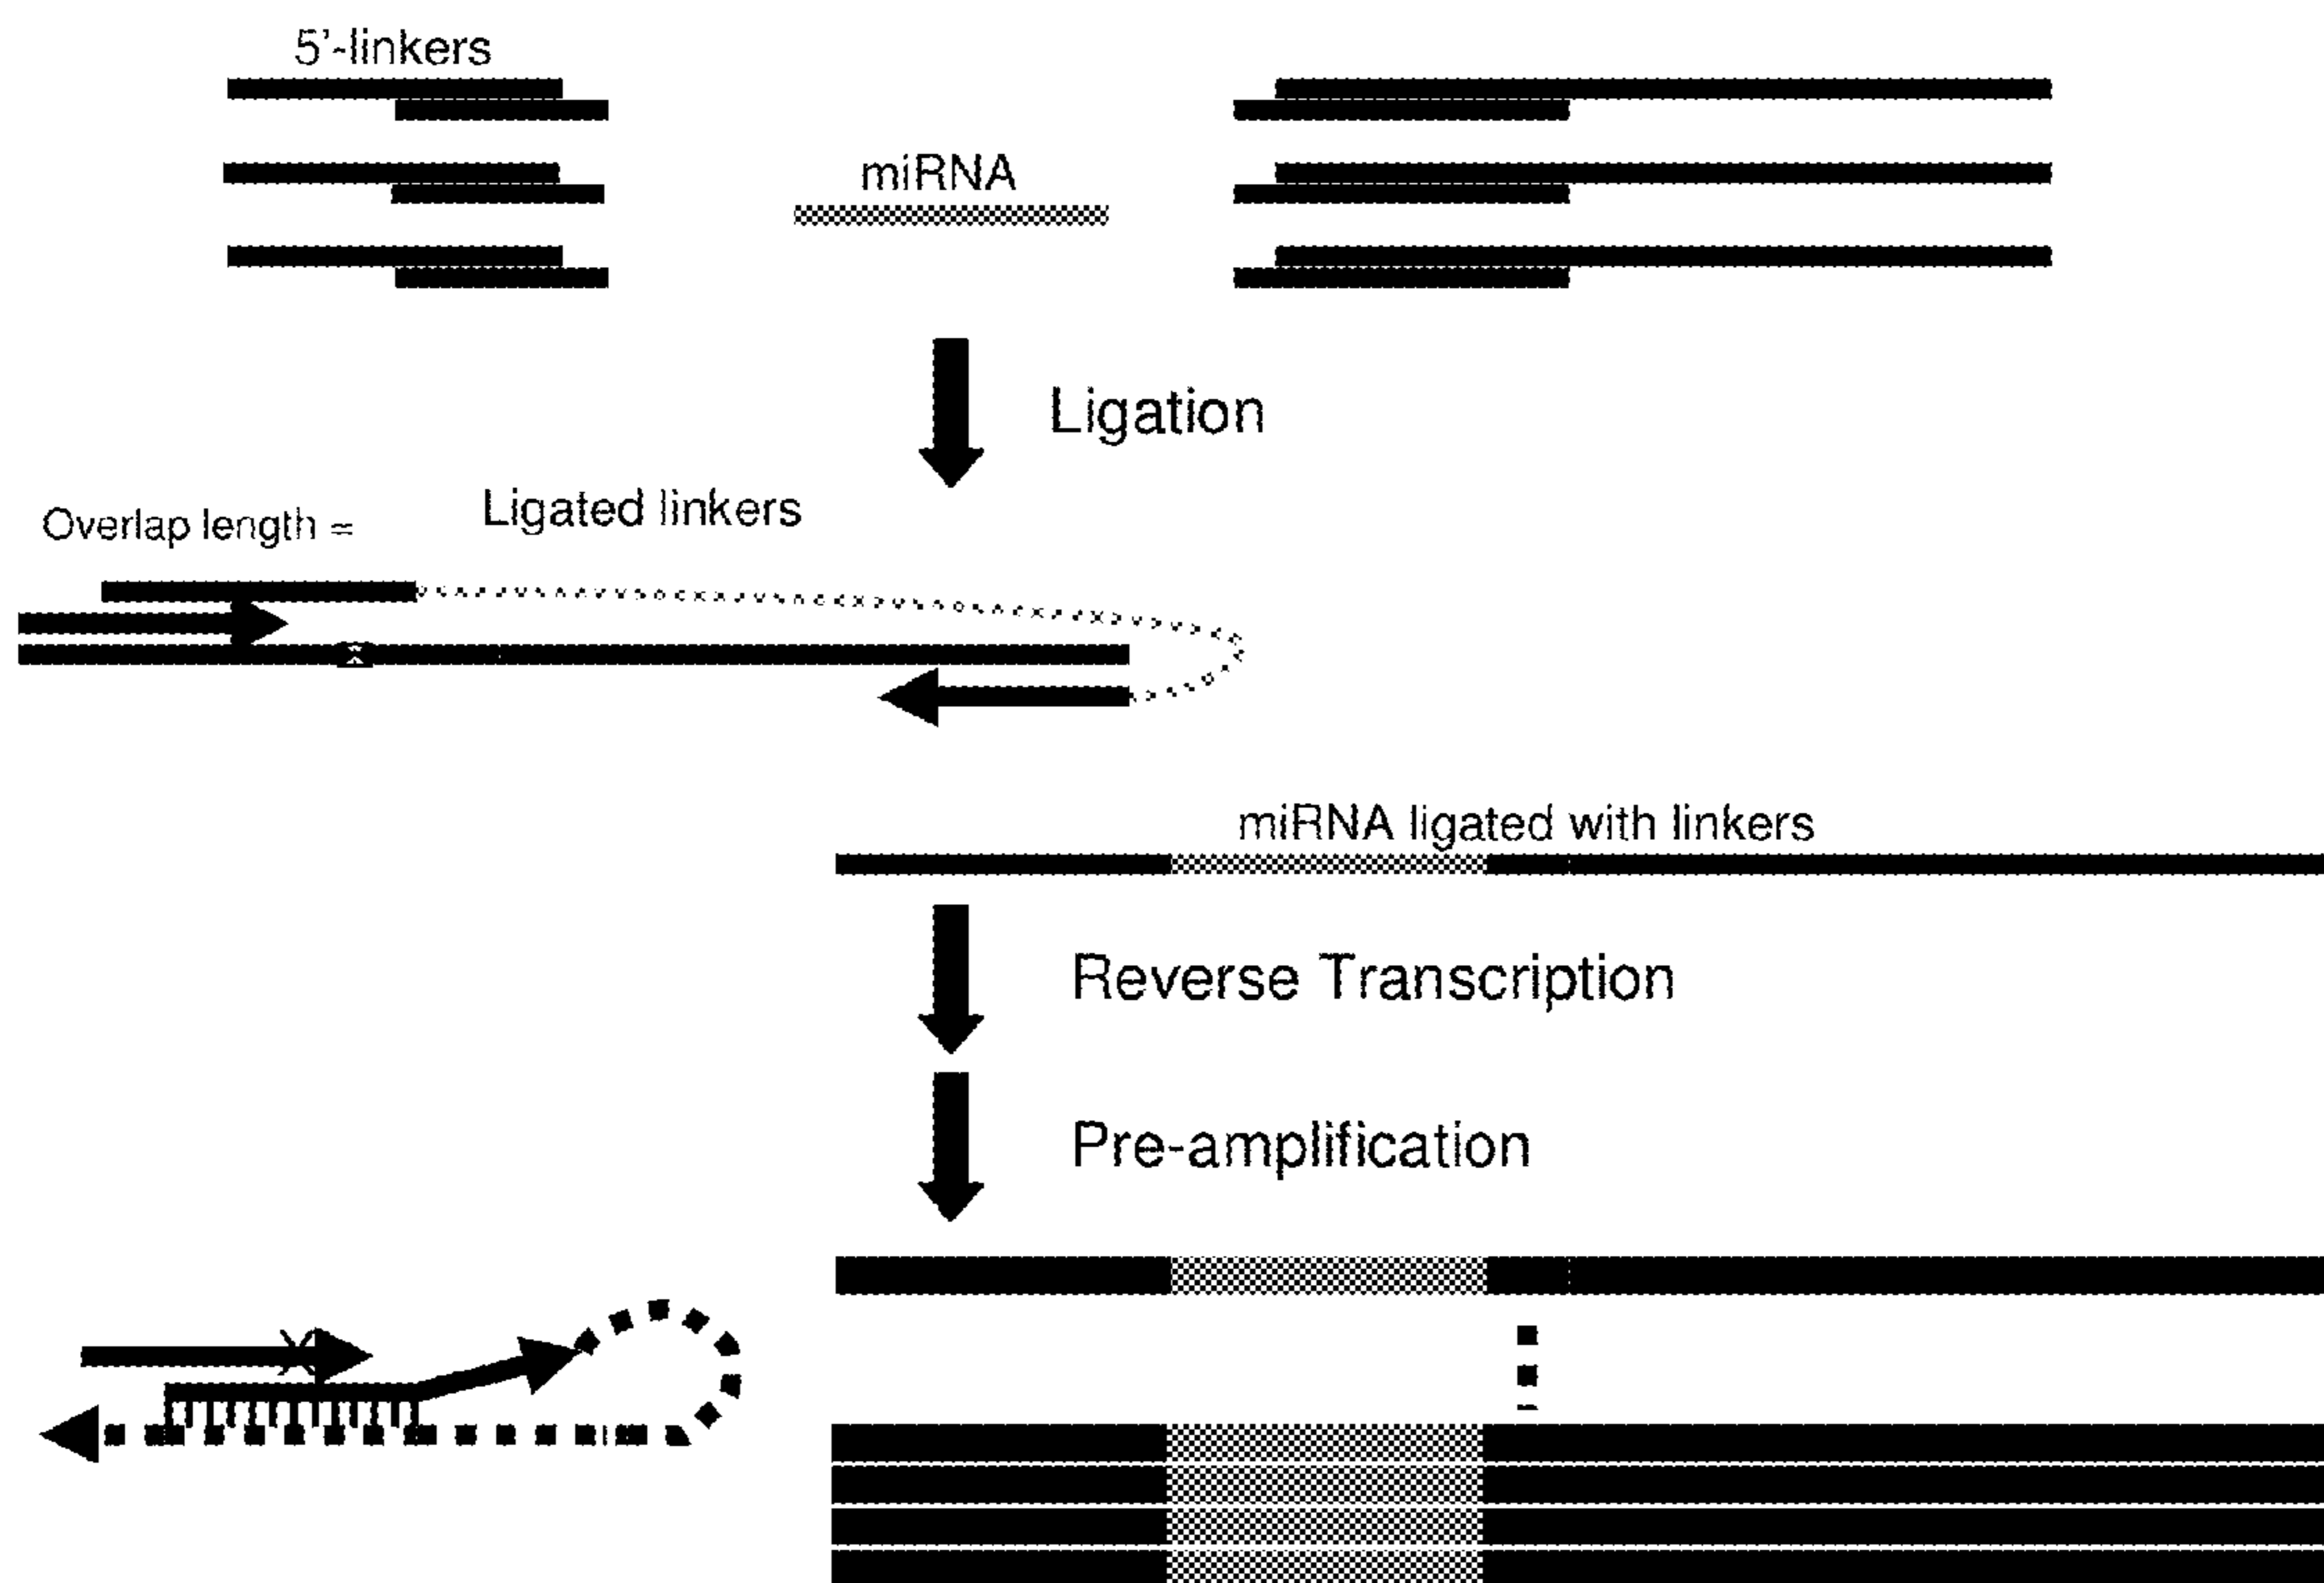 5'-linkers
miRNA
Ligation
Overlap length =
Ligated linkers
miRNA ligated with linkers
Reverse Transcription
Pre-amplification
X